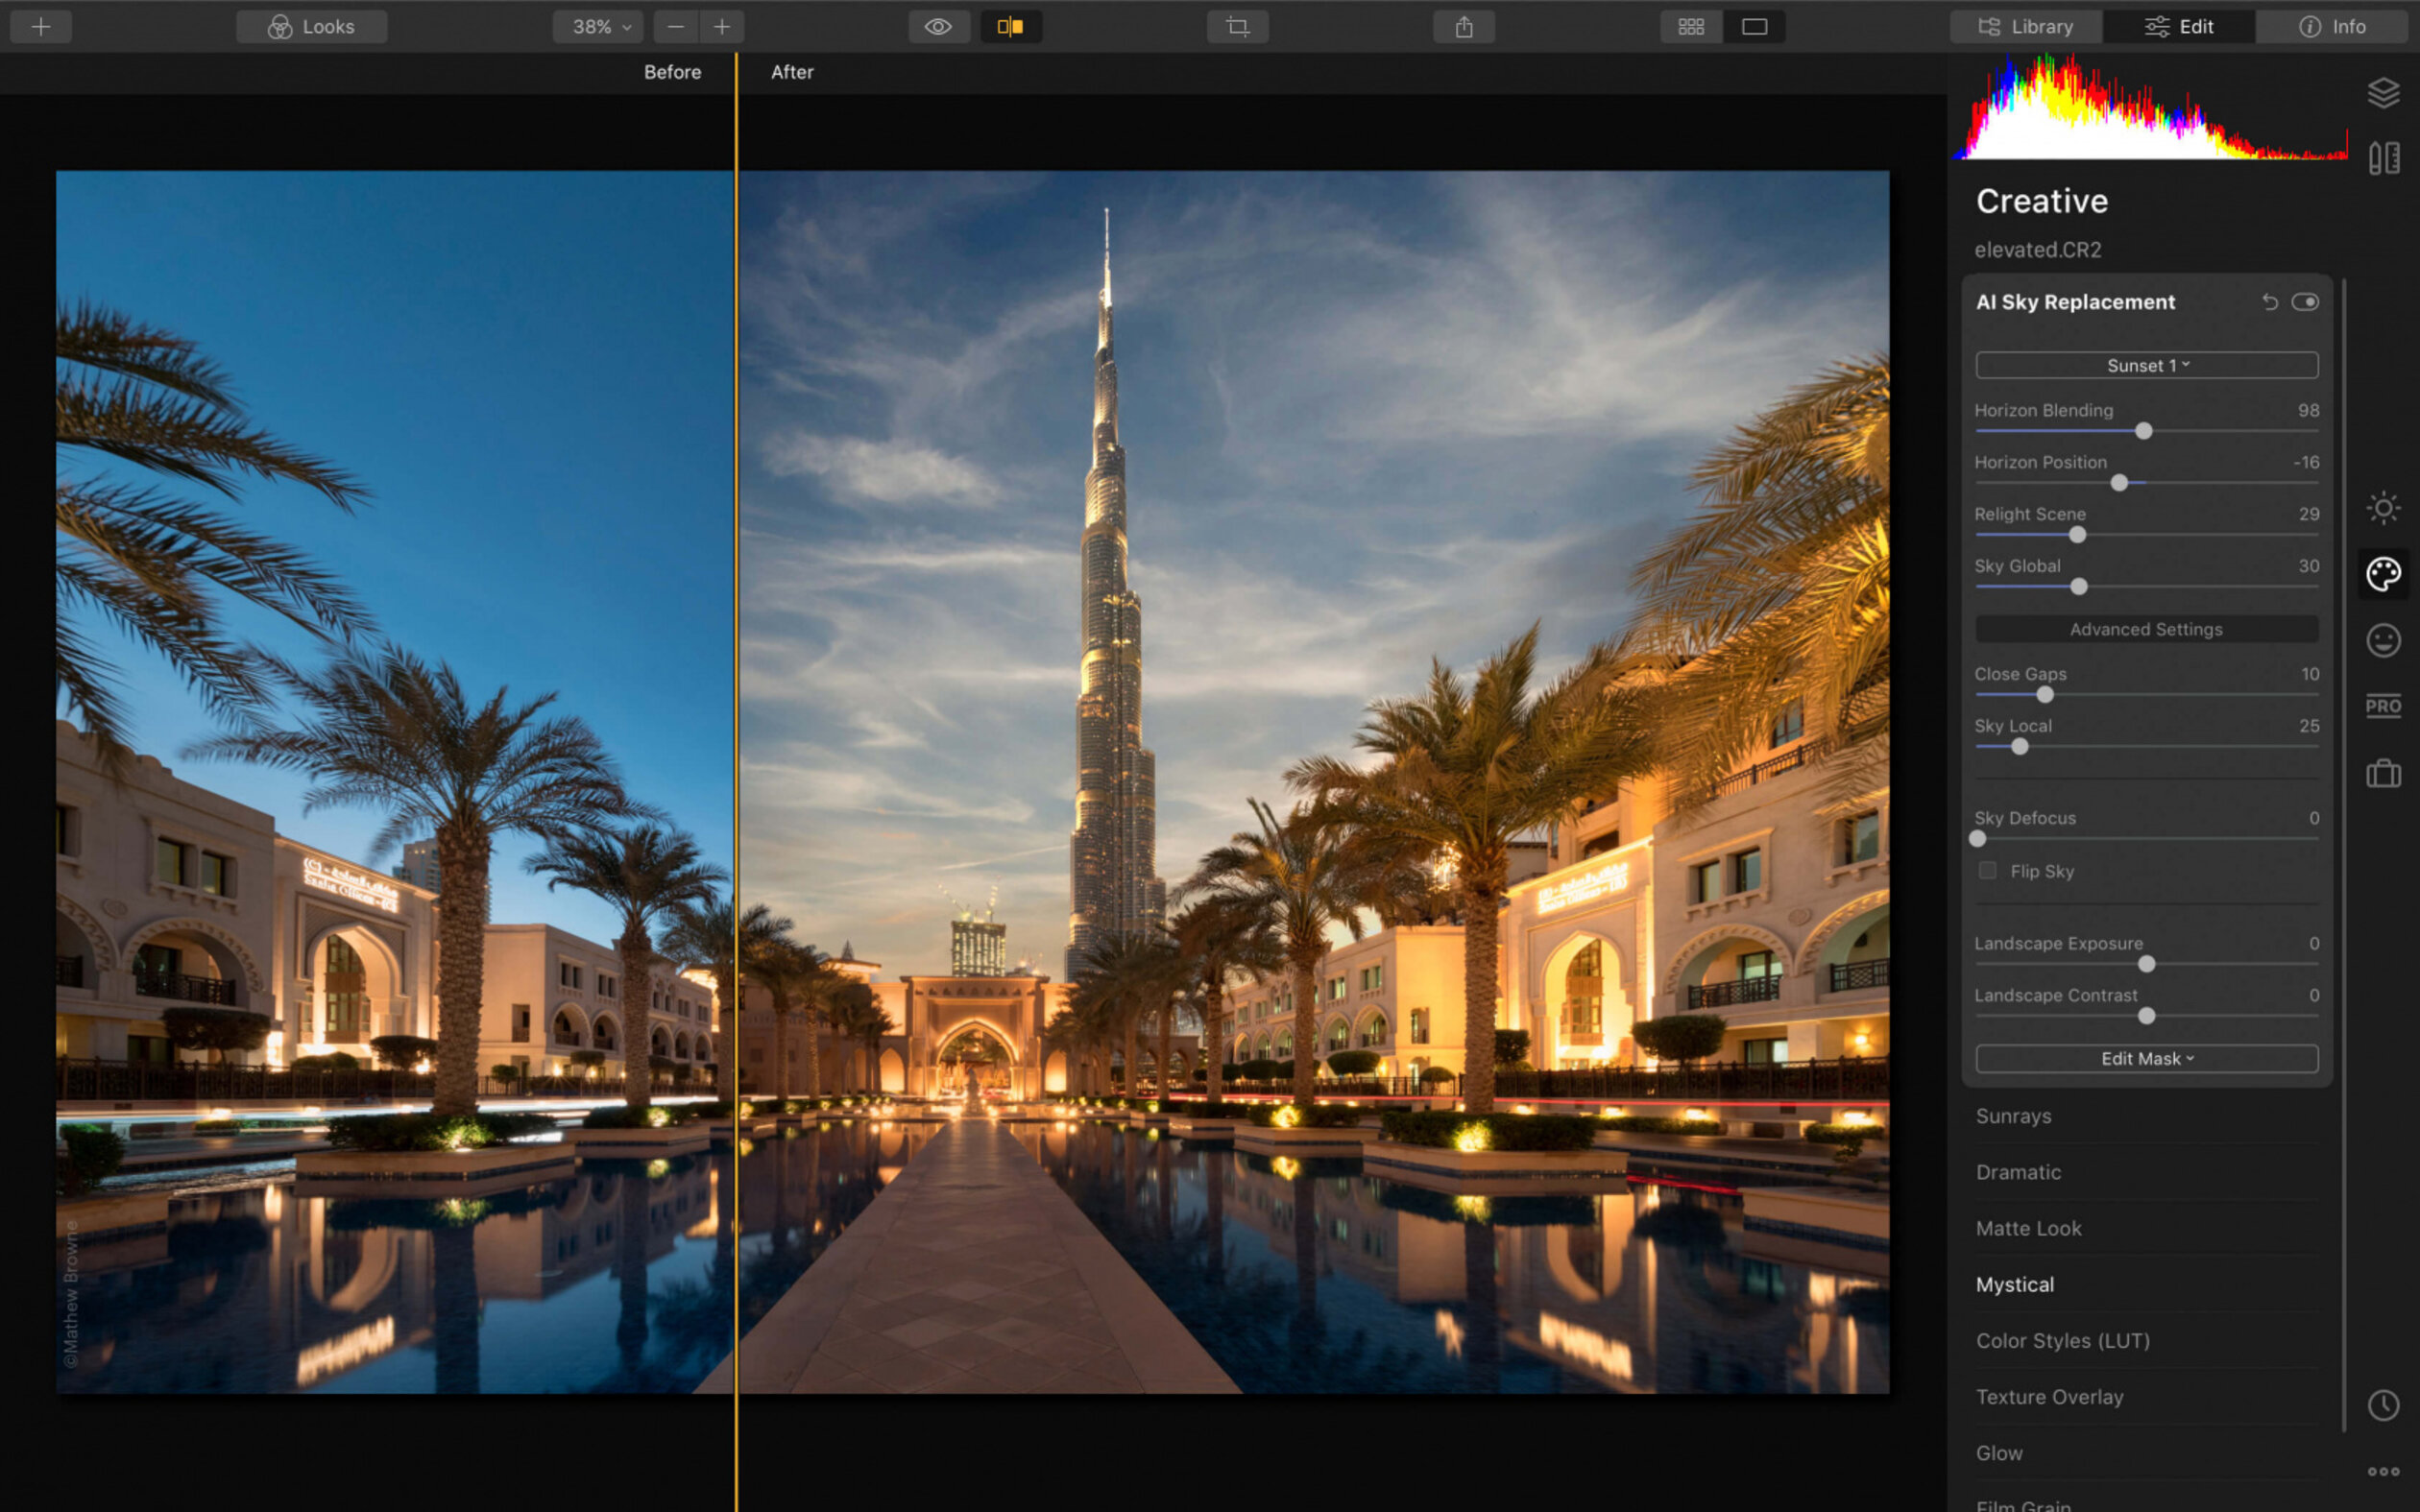 Looks
38%
Library
Edit
Info
Before
After
Creative
elevated.CR2
AI Sky Replacement
Sunset 1
Horizon Blending 98
Horizon Position -16
Relight Scene 29
Sky Global 30
Advanced Settings
Close Gaps 10
Sky Local 25
Sky Defocus 0
Flip Sky
Landscape Exposure 0
Landscape Contrast 0
Edit Mask
Sunrays
Dramatic
Matte Look
Mystical
Color Styles (LUT)
Texture Overlay
Glow
Film Grain
PRO
©Mathew Browne